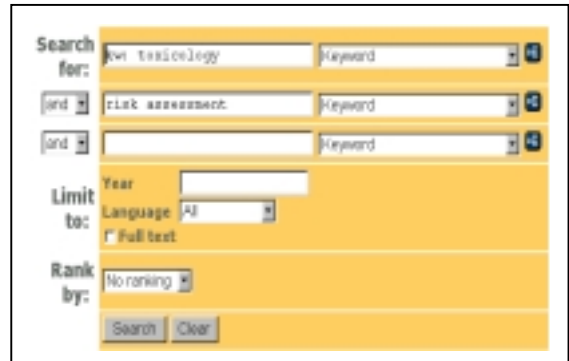 Search for: kw: toxicology Keyword
and risk assessment Keyword
and Keyword
Limit to: Year
Language All
Full text
Rank by: No ranking
Search Clear